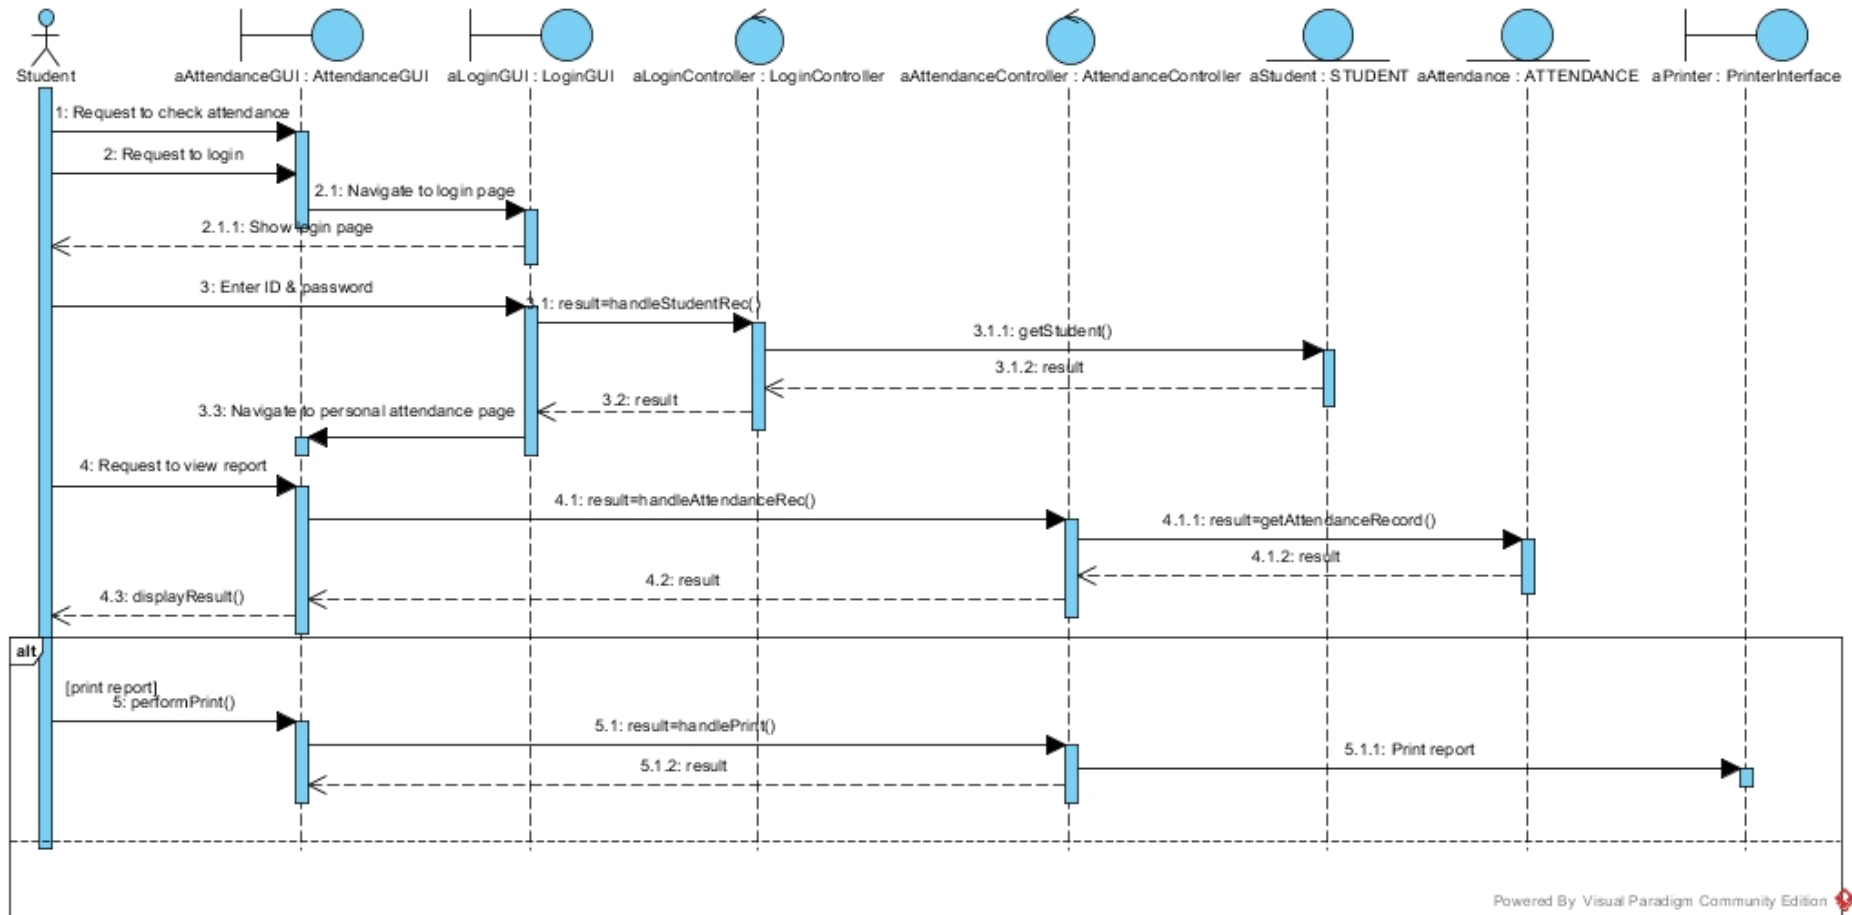 Student
aAttendanceGUI : AttendanceGUI
aLoginGUI : LoginGUI
aLoginController : LoginController
aAttendanceController : AttendanceController
aStudent : STUDENT
aAttendance : ATTENDANCE
aPrinter : PrinterInterface
1: Request to check attendance
2: Request to login
2.1: Navigate to login page
2.1.1: Show login page
3: Enter ID & password
3.1: result=handleStudentRec()
3.1.1: getStudent()
3.1.2: result
3.2: result
3.3: Navigate to personal attendance page
4: Request to view report
4.1: result=handleAttendanceRec()
4.1.1: result=getAttendanceRecord()
4.1.2: result
4.2: result
4.3: displayResult()
alt
[print report]
5: performPrint()
5.1: result=handlePrint()
5.1.1: Print report
5.1.2: result
Powered By Visual Paradigm Community Edition